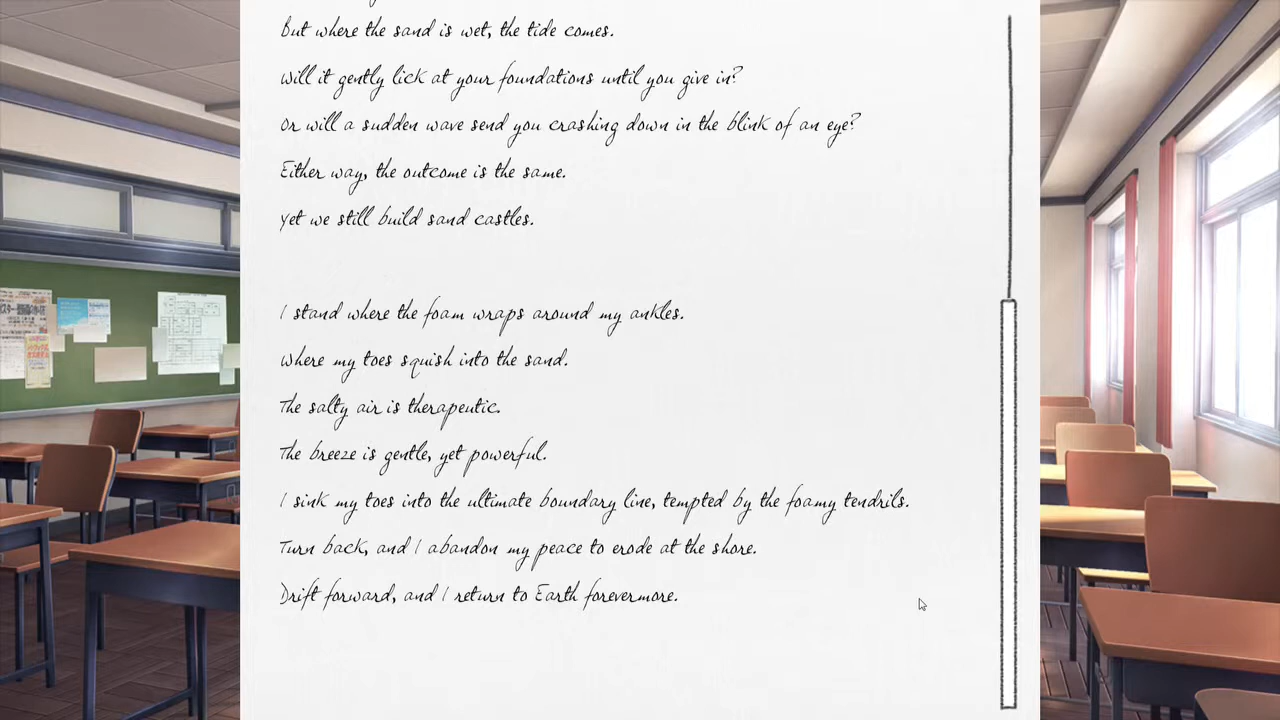 But where the sand is wet, the tide comes.
Will it gently lick at your foundations until you give in?
Or will a sudden wave send you crashing down in the blink of an eye?
Either way, the outcome is the same.
Yet we still build sand castles.
I stand where the foam wraps around my ankles.
Where my toes squish into the sand.
The salty air is therapeutic.
The breeze is gentle, yet powerful.
I sink my toes into the ultimate boundary line, tempted by the foamy tendrils.
Turn back, and I abandon my peace to erode at the shore.
Drift forward, and I return to Earth forevermore.